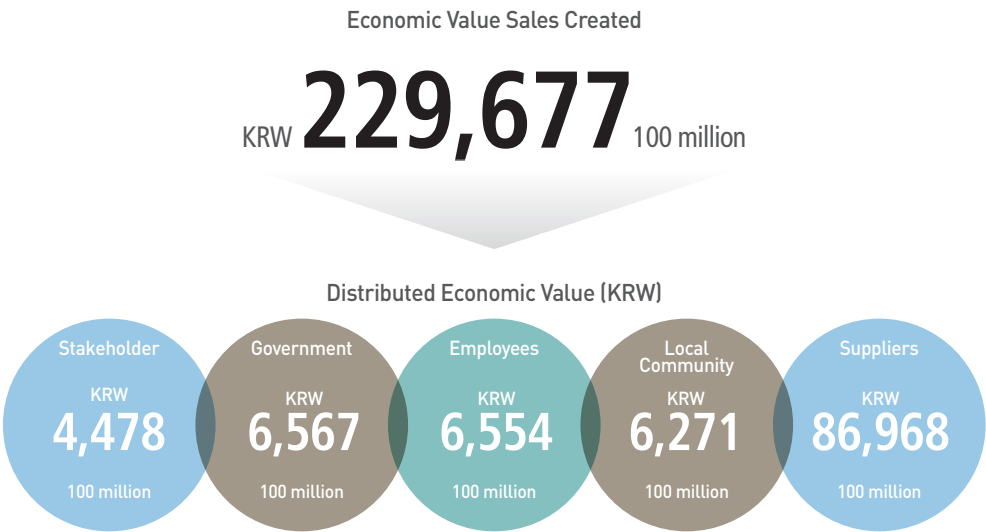 Economic Value Sales Created
KRW 229,677 100 million
Distributed Economic Value (KRW)
Stakeholder
KRW
4,478
100 million
Government
KRW
6,567
100 million
Employees
KRW
6,554
100 million
Local
Community
KRW
6,271
100 million
Suppliers
KRW
86,968
100 million